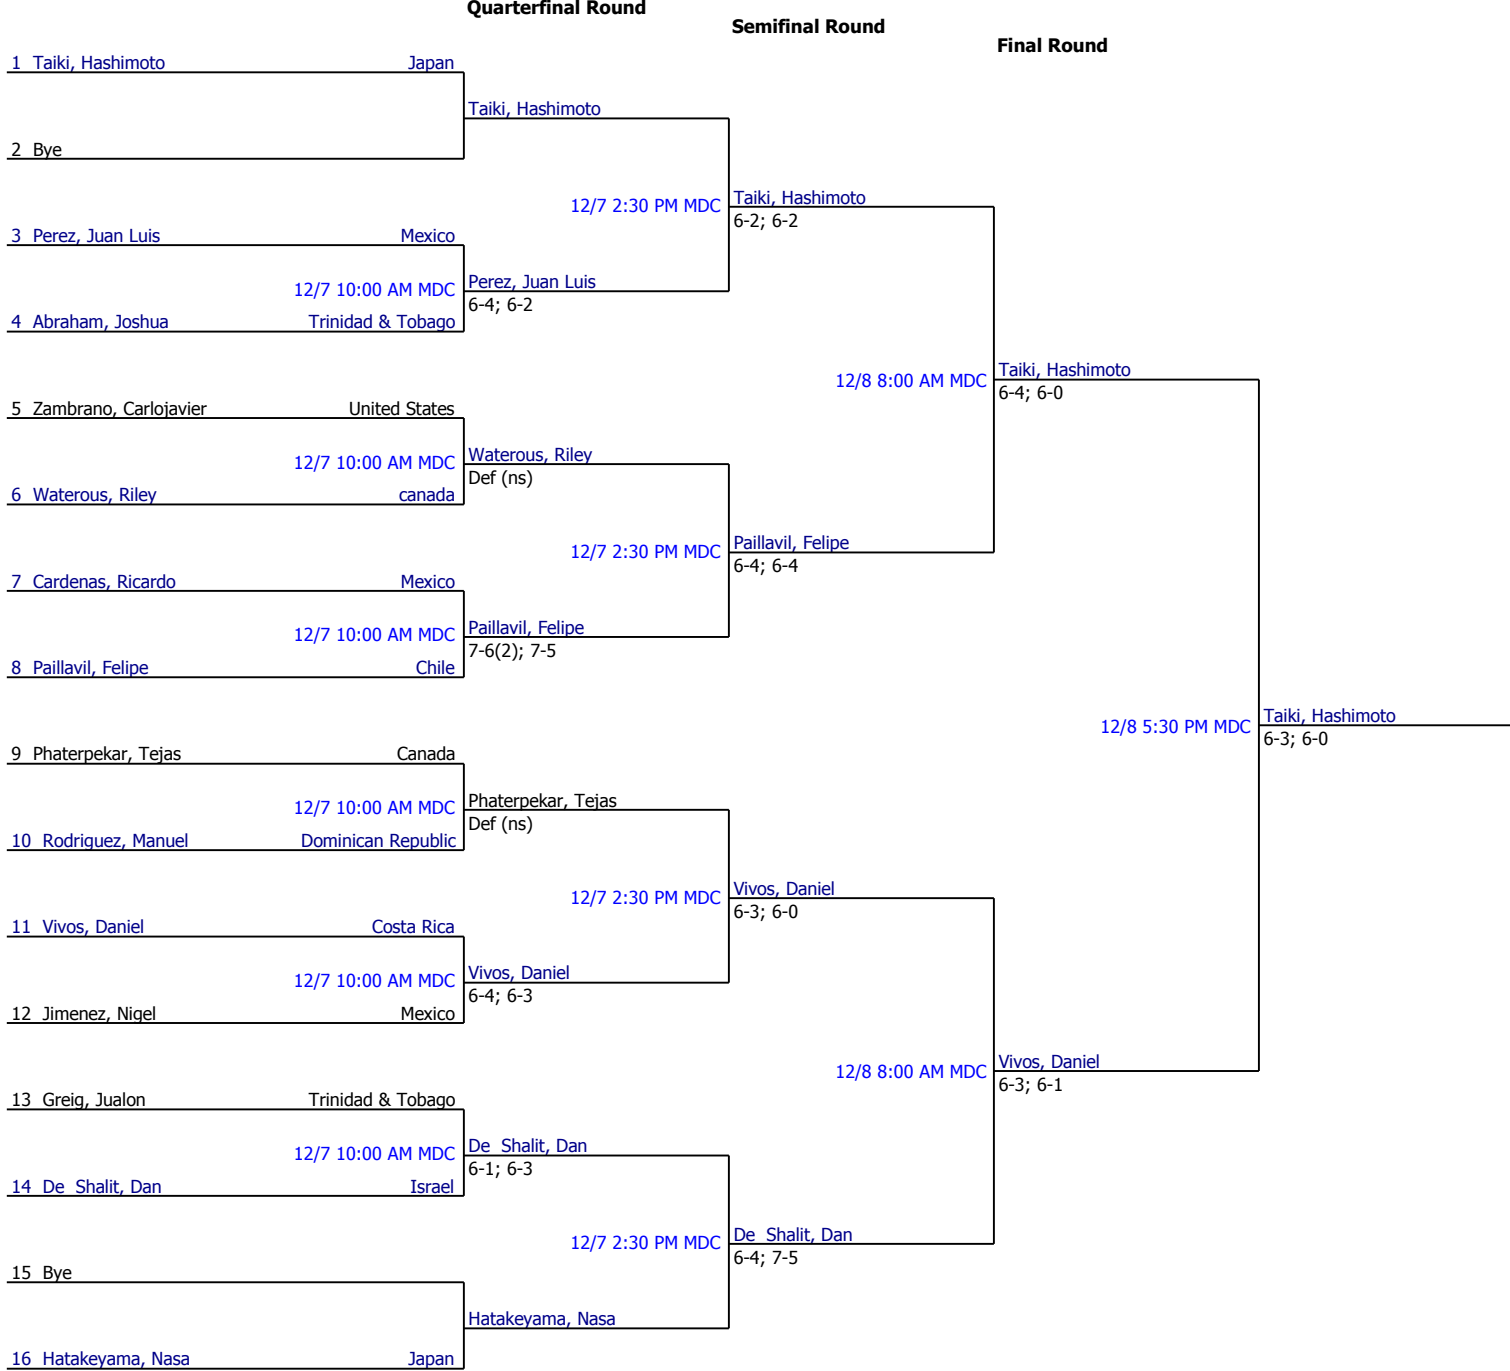 Quarterfinal Round
Semifinal Round
Final Round
1 Taiki, Hashimoto Japan
Taiki, Hashimoto
2 Bye
12/7 2:30 PM MDC Taiki, Hashimoto
6-2; 6-2
3 Perez, Juan Luis Mexico
12/7 10:00 AM MDC Perez, Juan Luis
6-4; 6-2
4 Abraham, Joshua Trinidad & Tobago
12/8 8:00 AM MDC Taiki, Hashimoto
6-4; 6-0
5 Zambrano, Carlojavier United States
12/7 10:00 AM MDC Waterous, Riley
Def (ns)
6 Waterous, Riley canada
12/7 2:30 PM MDC Paillavil, Felipe
6-4; 6-4
7 Cardenas, Ricardo Mexico
12/7 10:00 AM MDC Paillavil, Felipe
7-6(2); 7-5
8 Paillavil, Felipe Chile
12/8 5:30 PM MDC Taiki, Hashimoto
6-3; 6-0
9 Phaterpekar, Tejas Canada
12/7 10:00 AM MDC Phaterpekar, Tejas
Def (ns)
10 Rodriguez, Manuel Dominican Republic
12/7 2:30 PM MDC Vivos, Daniel
6-3; 6-0
11 Vivos, Daniel Costa Rica
12/7 10:00 AM MDC Vivos, Daniel
6-4; 6-3
12 Jimenez, Nigel Mexico
12/8 8:00 AM MDC Vivos, Daniel
6-3; 6-1
13 Greig, Jualon Trinidad & Tobago
12/7 10:00 AM MDC De Shalit, Dan
6-1; 6-3
14 De Shalit, Dan Israel
12/7 2:30 PM MDC De Shalit, Dan
6-4; 7-5
15 Bye
Hatakeyama, Nasa
16 Hatakeyama, Nasa Japan